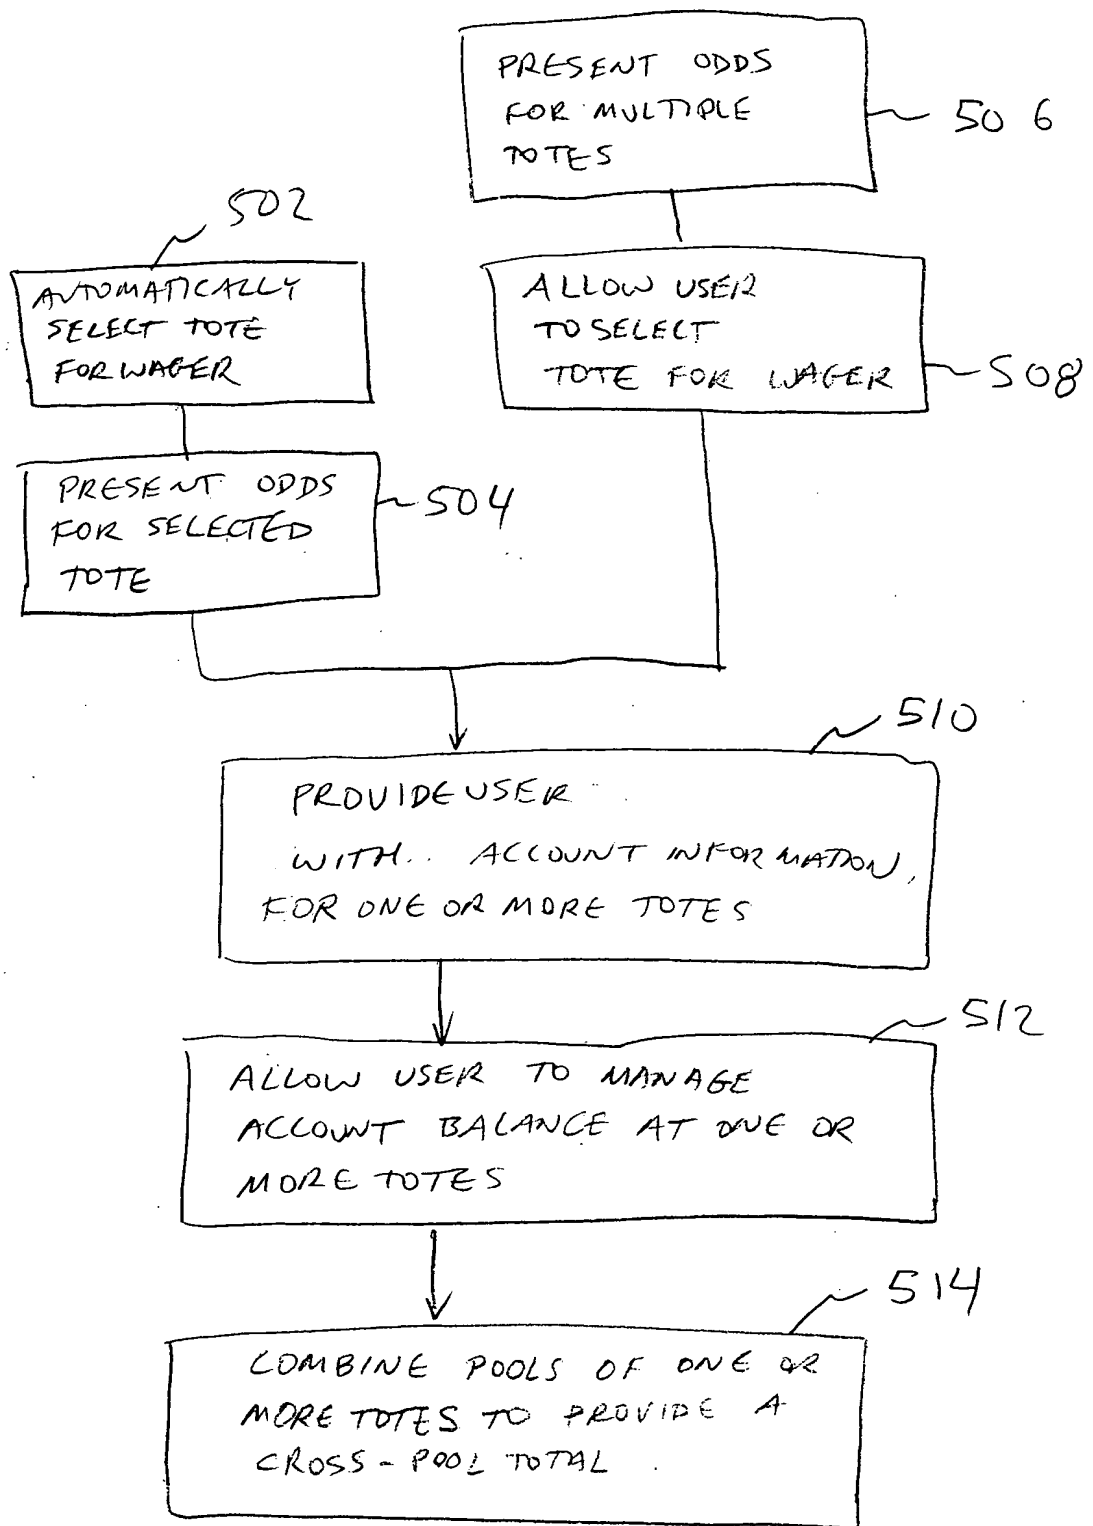 PRESENT ODDS
FOR MULTIPLE
TOTES
506
502
AUTOMATICALLY
SELECT TOTE
FOR WAGER
ALLOW USER
TO SELECT
TOTE FOR WAGER
508
PRESENT ODDS
FOR SELECTED
TOTE
504
510
PROVIDE USER
WITH ACCOUNT INFORMATION,
FOR ONE OR MORE TOTES
512
ALLOW USER TO MANAGE
ACCOUNT BALANCE AT ONE OR
MORE TOTES
514
COMBINE POOLS OF ONE OR
MORE TOTES TO PROVIDE A
CROSS-POOL TOTAL